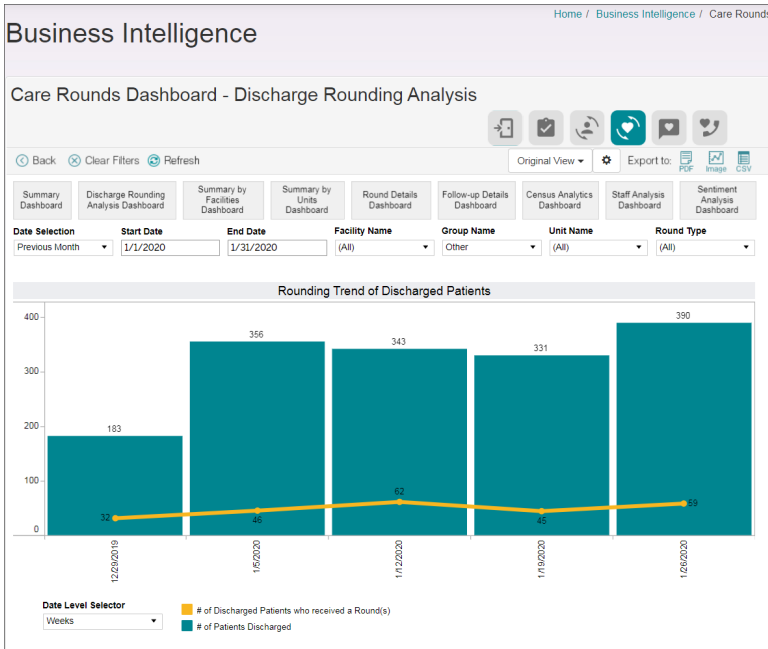 Home / Business Intelligence / Care Rounds
Business Intelligence
Care Rounds Dashboard - Discharge Rounding Analysis
Back Clear Filters Refresh Original View Export to: PDF Image CSV
Summary Dashboard
Discharge Rounding Analysis Dashboard
Summary by Facilities Dashboard
Summary by Units Dashboard
Round Details Dashboard
Follow-up Details Dashboard
Census Analytics Dashboard
Staff Analysis Dashboard
Sentiment Analysis Dashboard
Date Selection Start Date End Date Facility Name Group Name Unit Name Round Type
Previous Month 1/1/2020 1/31/2020 (All) Other (All) (All)
Rounding Trend of Discharged Patients
400
300
200
100
0
183 356 343 331 390
32 46 62 45 59
12/29/2019 1/5/2020 1/12/2020 1/19/2020 1/26/2020
Date Level Selector
Weeks
# of Discharged Patients who received a Round(s)
# of Patients Discharged